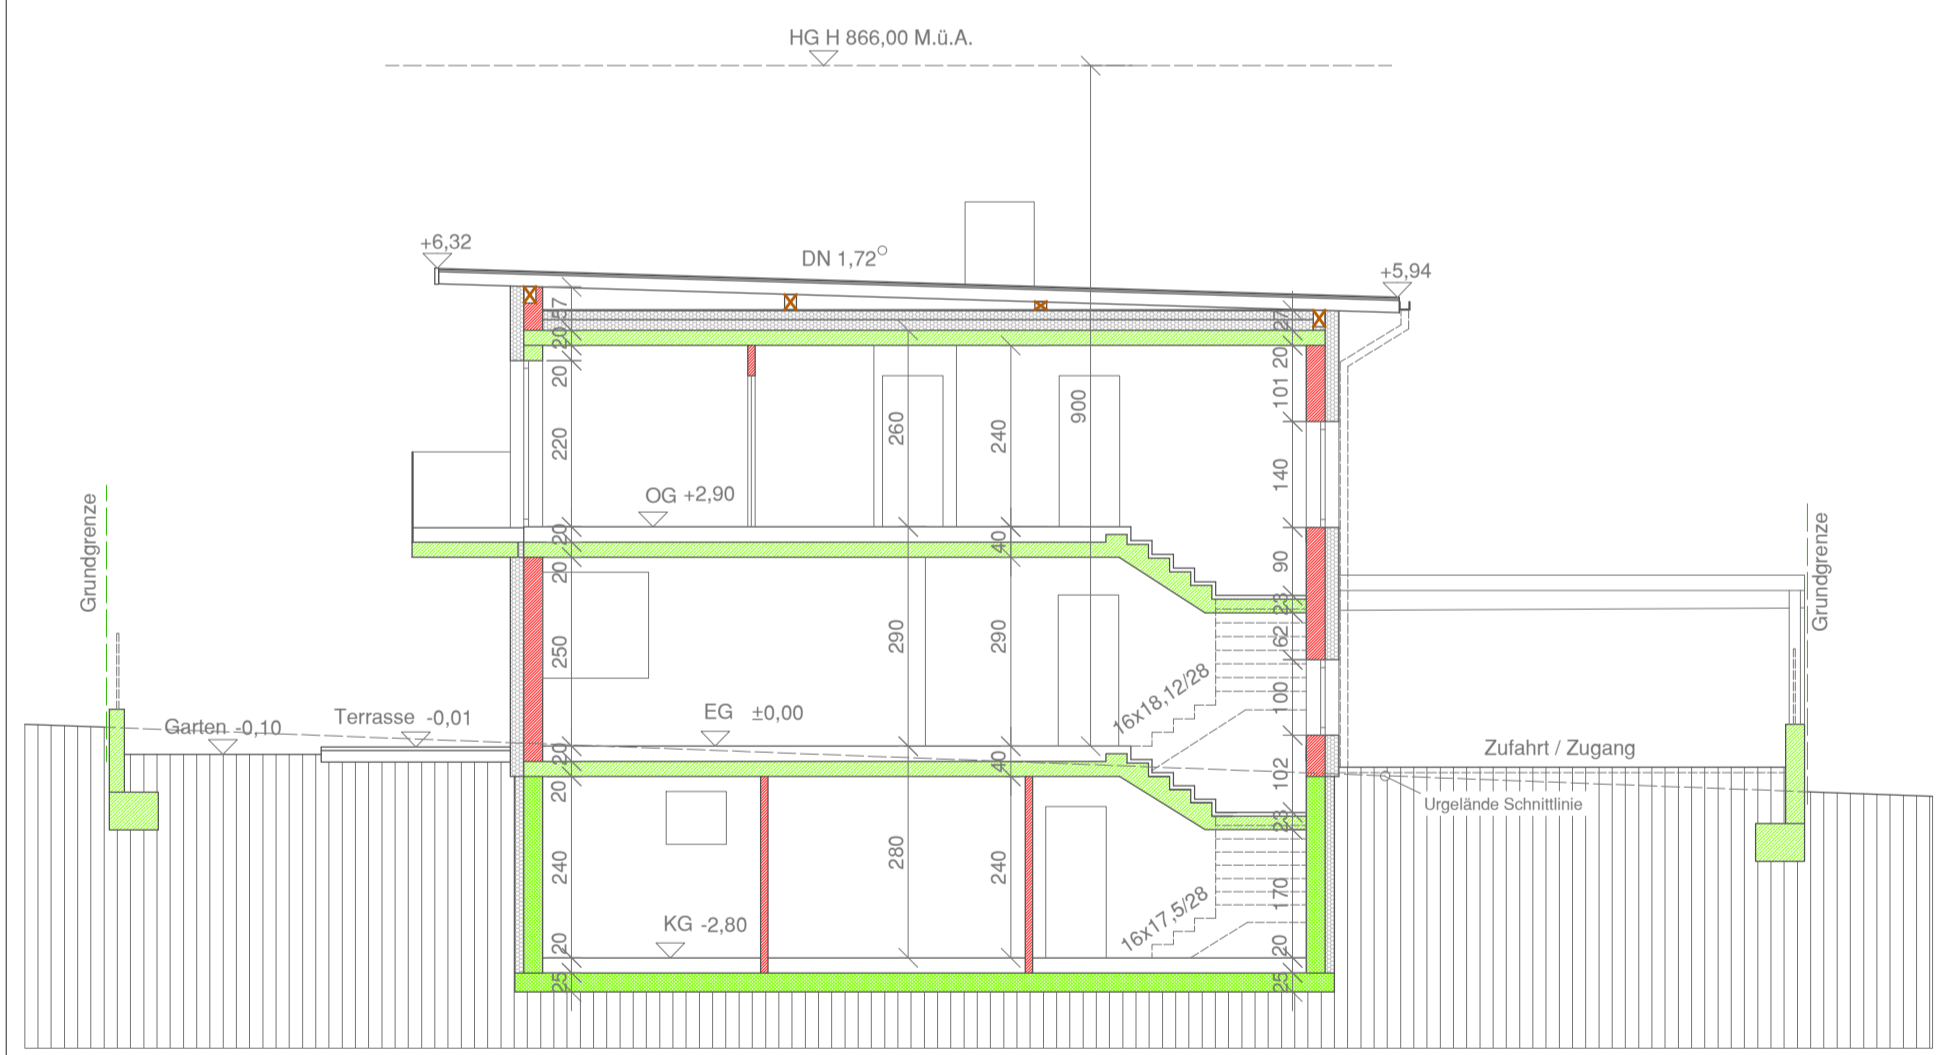 HG H 866,00 M.ü.A.
+6,32
DN 1,72°
+5,94
57
20
20
220
20
20
250
20
20
240
20
25
260
290
280
240
40
290
40
240
900
27
20
101
140
90
23
62
100
102
23
170
20
25
OG +2,90
Grundgrenze
Grundgrenze
16x18,12/28
Garten -0,10
Terrasse -0,01
EG ±0,00
Zufahrt / Zugang
Urgelände Schnittlinie
KG -2,80
16x17,5/28